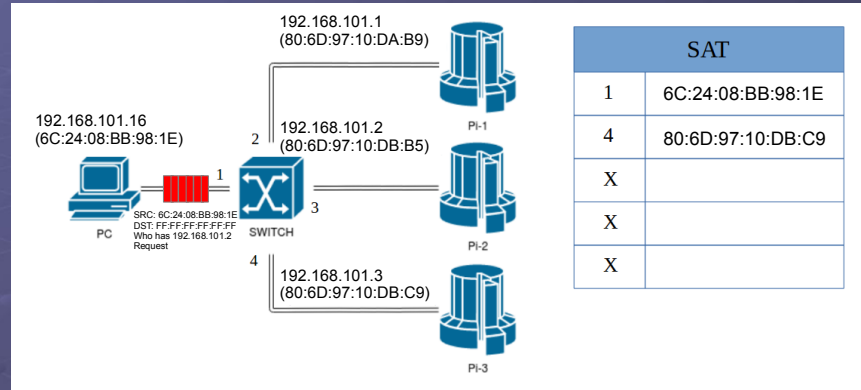 192.168.101.1
(80:6D:97:10:DA:B9)
Pi-1
192.168.101.16
(6C:24:08:BB:98:1E)
PC
1
2
3
4
SRC: 6C:24:08:BB:98:1E
DST: FF:FF:FF:FF:FF:FF
Who has 192.168.101.2
Request
SWITCH
192.168.101.2
(80:6D:97:10:DB:B5)
Pi-2
192.168.101.3
(80:6D:97:10:DB:C9)
Pi-3
SAT
1 6C:24:08:BB:98:1E
4 80:6D:97:10:DB:C9
X
X
X